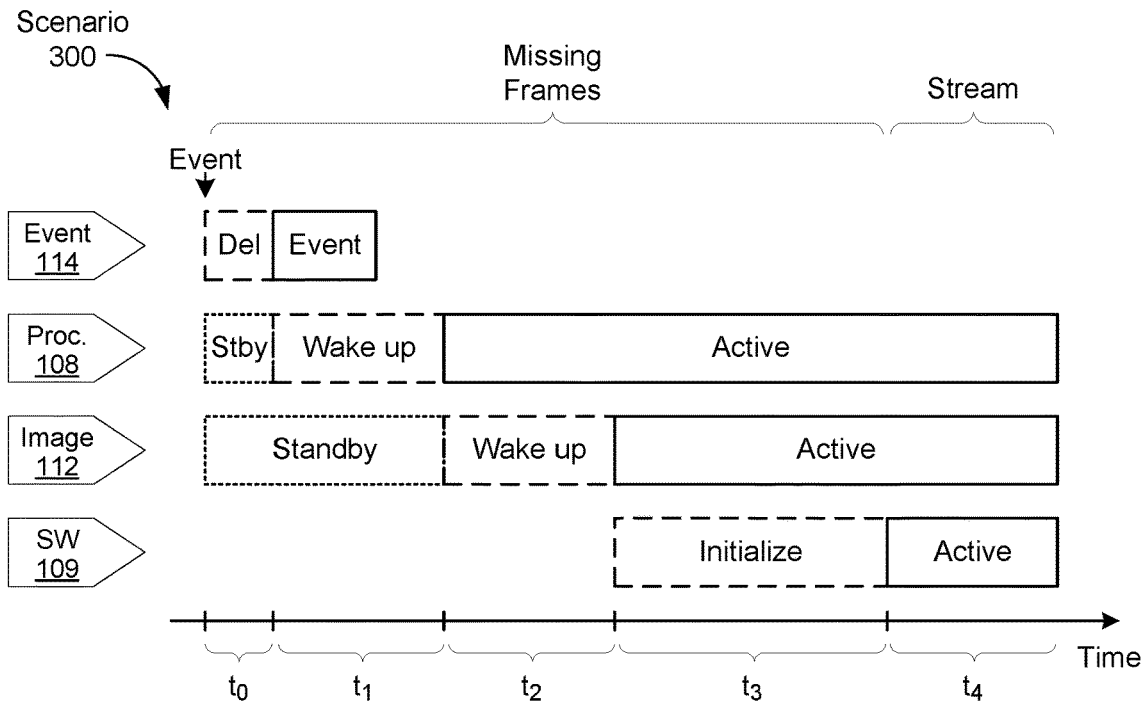 Scenario
300
Missing
Frames
Stream
Event
Event
114
Del
Event
Proc.
108
Stby
Wake up
Active
Image
112
Standby
Wake up
Active
SW
109
Initialize
Active
Time
t0
t1
t2
t3
t4